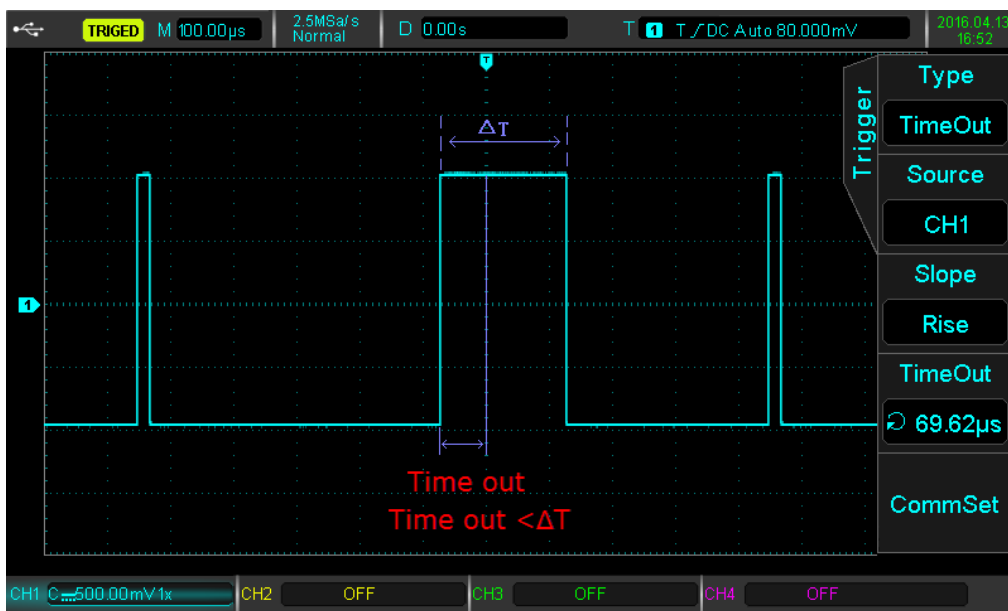 TRIGED M 100.00µs 2.5MSa/s D 0.00s T 1 T DC Auto 80.000mV 2016.04.13
Normal 16:52
T
Trigger
Type
TimeOut
Source
CH1
Slope
Rise
TimeOut
69.62µs
CommSet
ΔT
1
Time out
Time out <ΔT
CH1 C 500.00mV 1x CH2 OFF CH3 OFF CH4 OFF